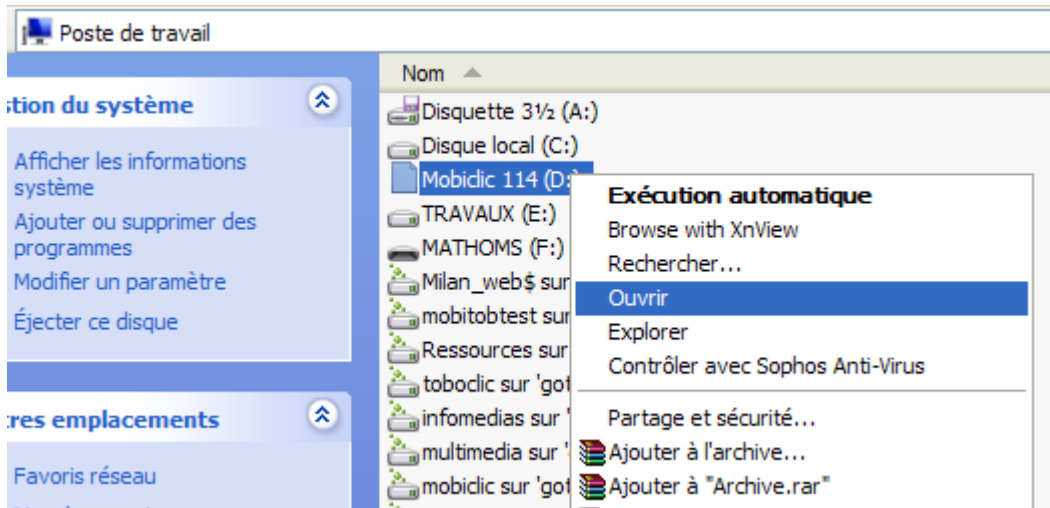 Poste de travail
stion du système
Afficher les informations
système
Ajouter ou supprimer des
programmes
Modifier un paramètre
Éjecter ce disque
tres emplacements
Favoris réseau
Nom
Disquette 3½ (A:)
Disque local (C:)
Mobiclic 114 (D:)
TRAVAUX (E:)
MATHOMS (F:)
Milan_web$ sur
mobitobtest sur
Ressources sur
toboclic sur 'got
infomedias sur '
multimedia sur '
mobiclic sur 'got
Exécution automatique
Browse with XnView
Rechercher...
Ouvrir
Explorer
Contrôler avec Sophos Anti-Virus
Partage et sécurité...
Ajouter à l'archive...
Ajouter à "Archive.rar"